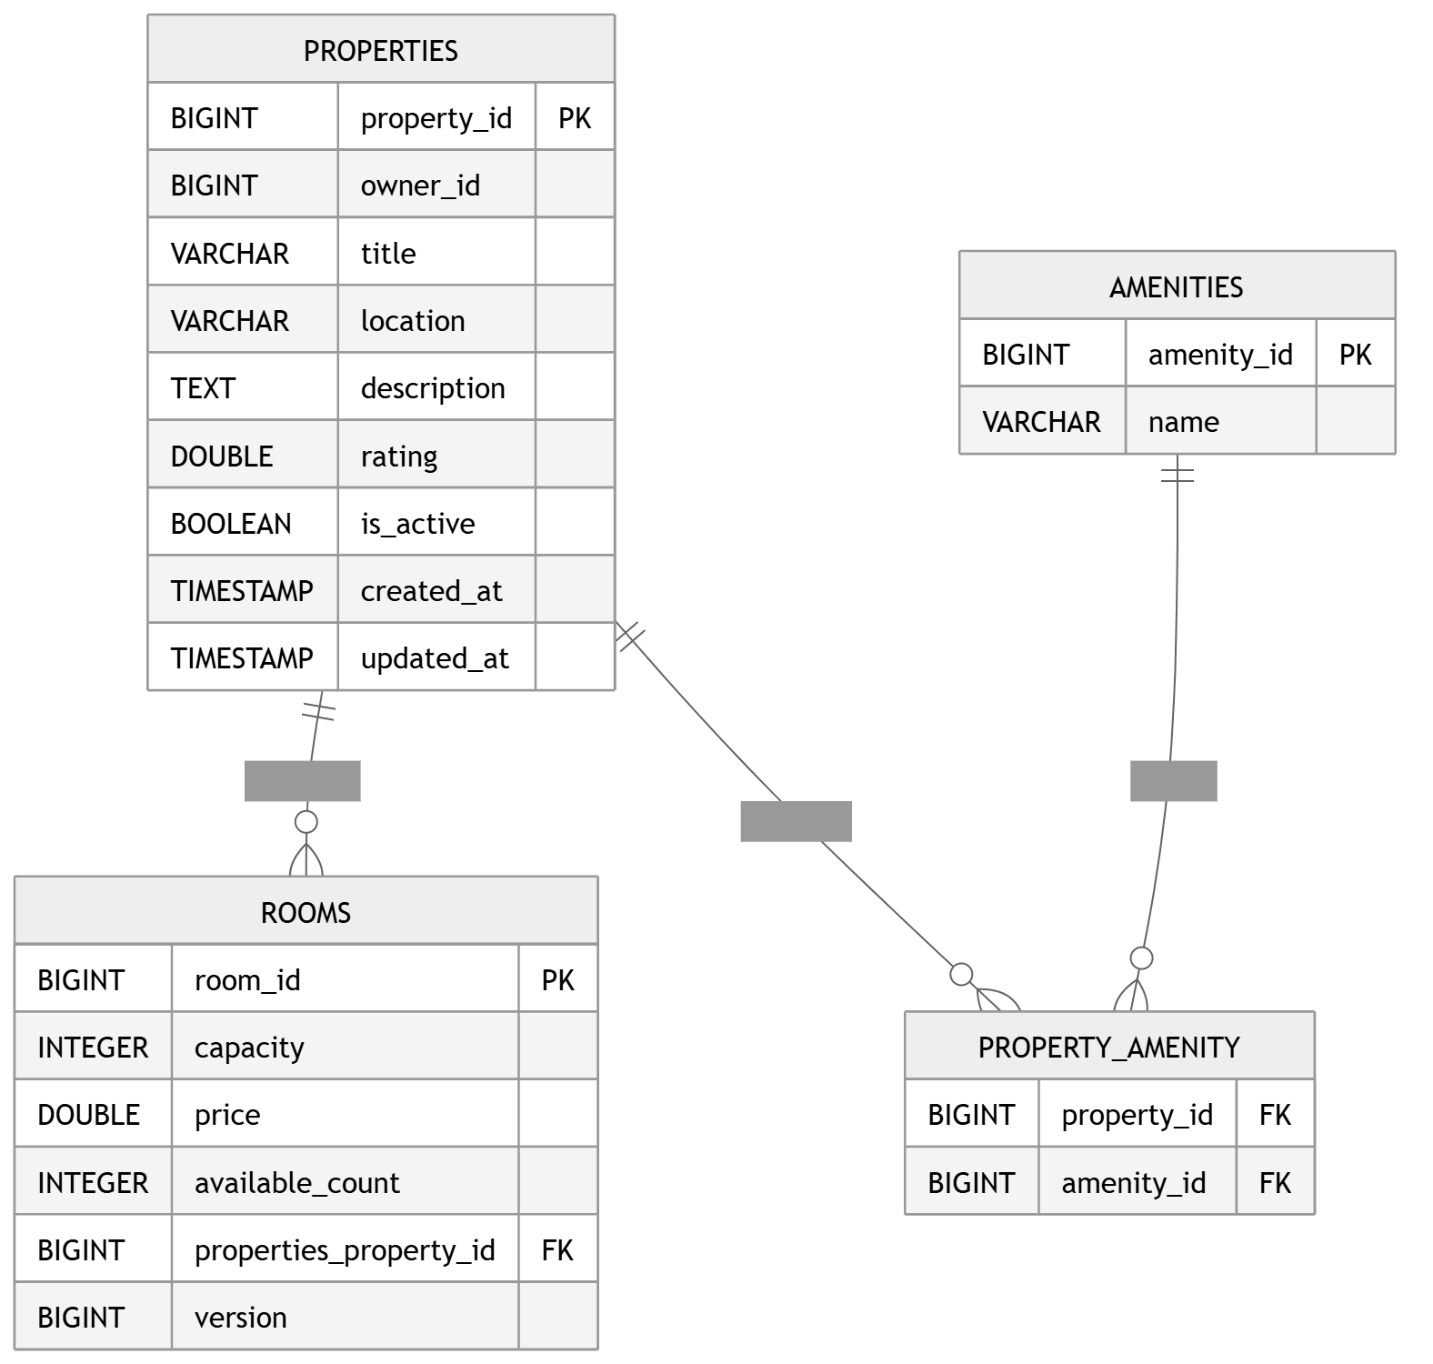 PROPERTIES
BIGINT property_id PK
BIGINT owner_id
VARCHAR title
VARCHAR location
TEXT description
DOUBLE rating
BOOLEAN is_active
TIMESTAMP created_at
TIMESTAMP updated_at
AMENITIES
BIGINT amenity_id PK
VARCHAR name
ROOMS
BIGINT room_id PK
INTEGER capacity
DOUBLE price
INTEGER available_count
BIGINT properties_property_id FK
BIGINT version
PROPERTY_AMENITY
BIGINT property_id FK
BIGINT amenity_id FK